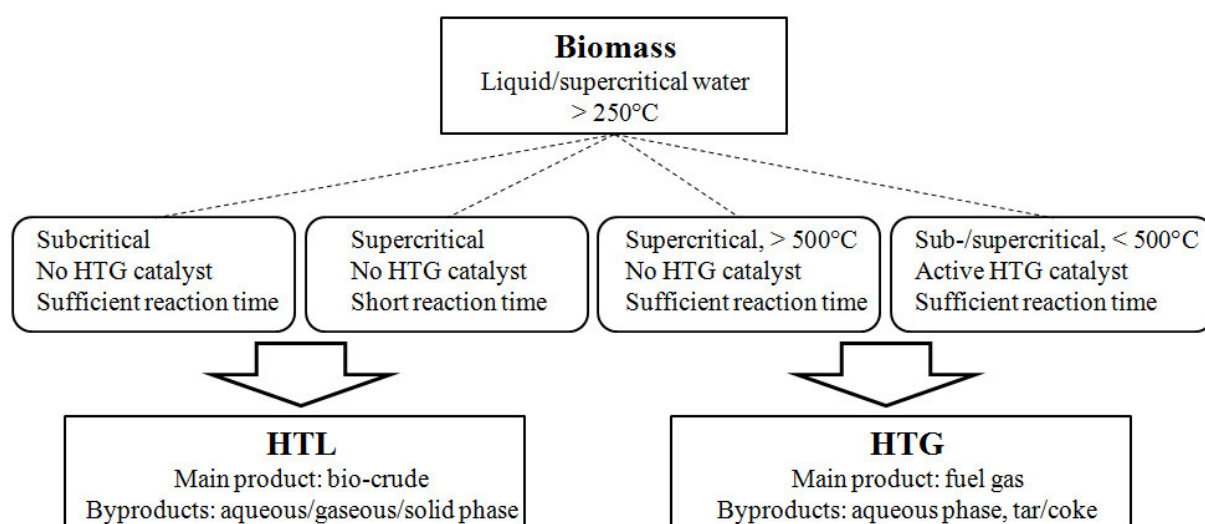 Biomass
Liquid/supercritical water
> 250°C
Subcritical
No HTG catalyst
Sufficient reaction time
Supercritical
No HTG catalyst
Short reaction time
Supercritical, > 500°C
No HTG catalyst
Sufficient reaction time
Sub-/supercritical, < 500°C
Active HTG catalyst
Sufficient reaction time
HTL
Main product: bio-crude
Byproducts: aqueous/gaseous/solid phase
HTG
Main product: fuel gas
Byproducts: aqueous phase, tar/coke